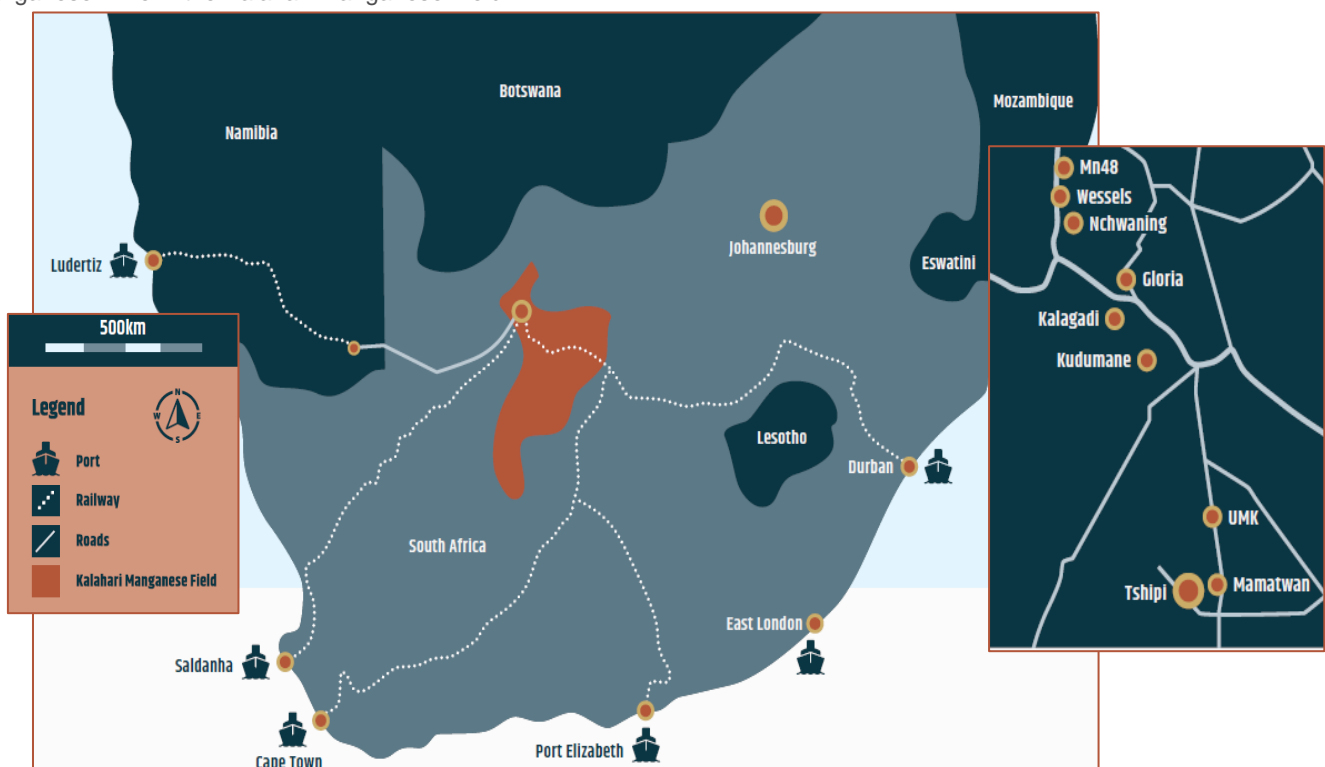 Botswana
Mozambique
Namibia
Mn48
Wessels
Nchwaning
Johannesburg
Ludertiz
Eswatini
Gloria
Kalagadi
Kudumane
500km
Legend
N
W E
S
Port
Railway
Roads
Kalahari Manganese Field
Lesotho
Durban
South Africa
UMK
Tshipi
Mamatwan
East London
Saldanha
Port Elizabeth
Cape Town